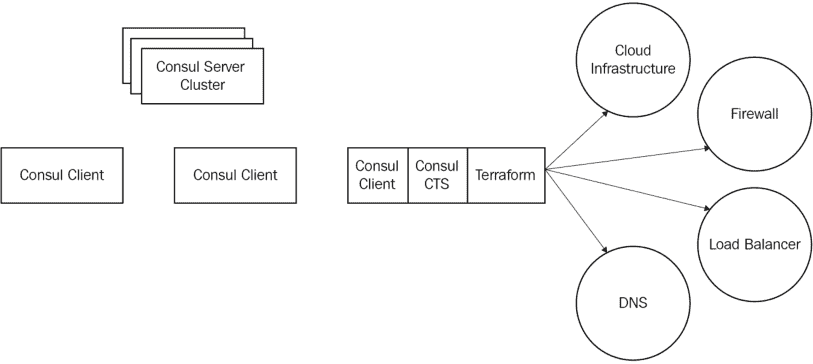 Consul Server
Cluster
Cloud
Infrastructure
Firewall
Consul Client
Consul Client
Consul
Client
Consul
CTS
Terraform
Load Balancer
DNS